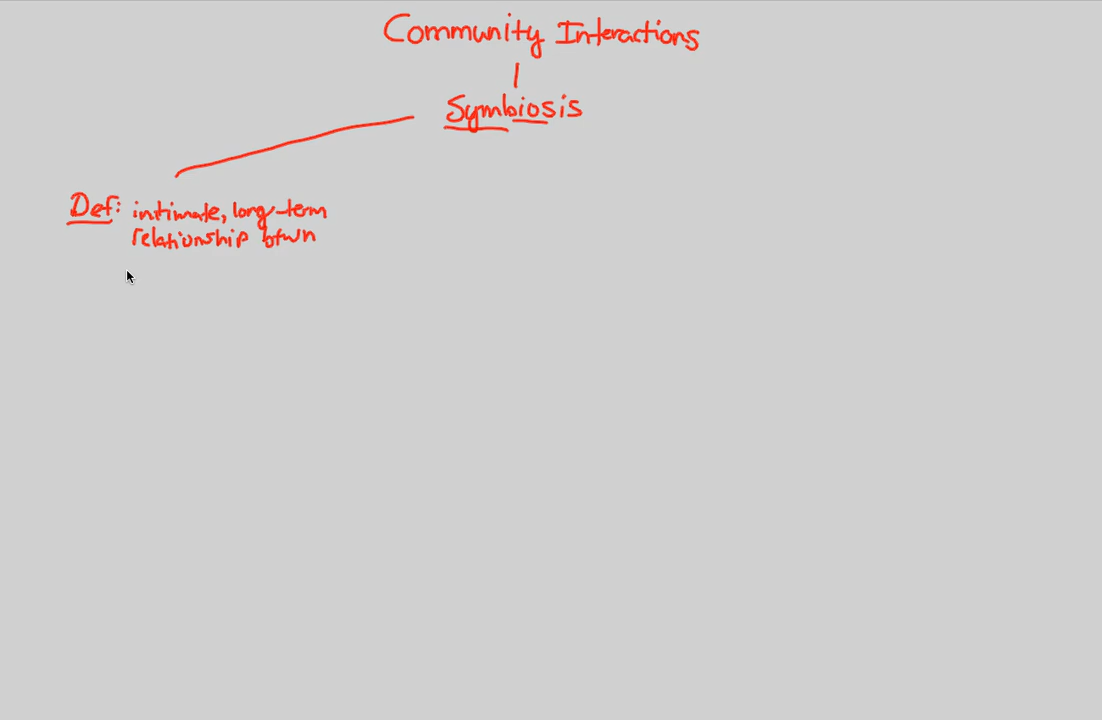 Community Interactions
Symbiosis
Def: intimate, long-term
relationship btwn